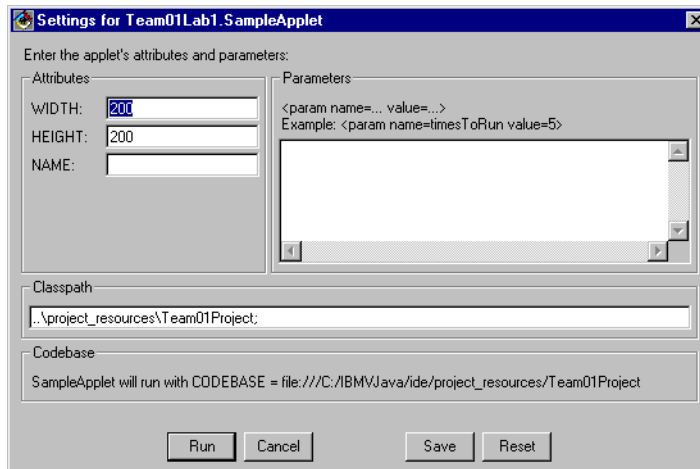 Settings for Team01Lab1.SampleApplet
Enter the applet's attributes and parameters:
Attributes
WIDTH: 200
HEIGHT: 200
NAME:
Parameters
<param name=... value=...>
Example: <param name=timesToRun value=5>
Classpath
..\project_resources\Team01Project;
Codebase
SampleApplet will run with CODEBASE = file:///C:/IBMVJava/ide/project_resources/Team01Project
Run Cancel Save Reset